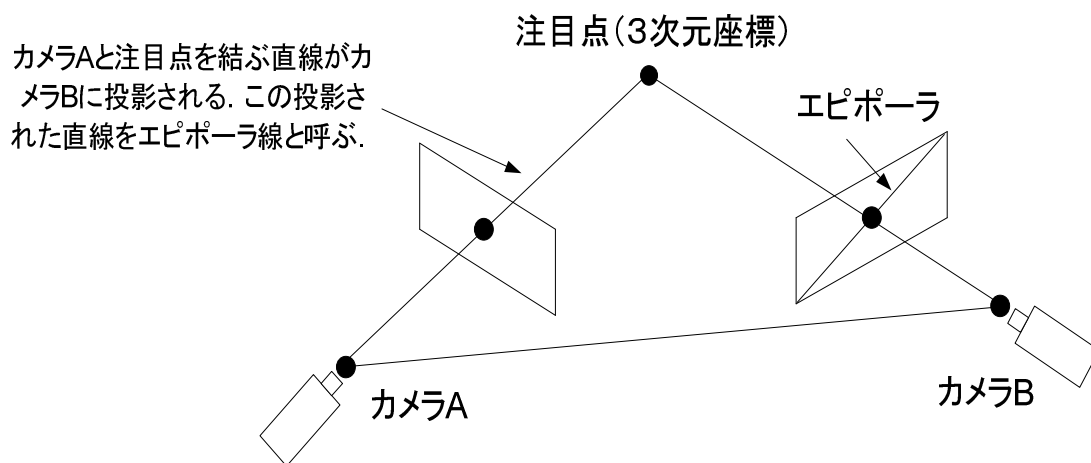 注目点(3次元座標)
カメラAと注目点を結ぶ直線がカ
メラBに投影される. この投影さ
れた直線をエピポーラ線と呼ぶ.
エピポーラ
カメラA
カメラB